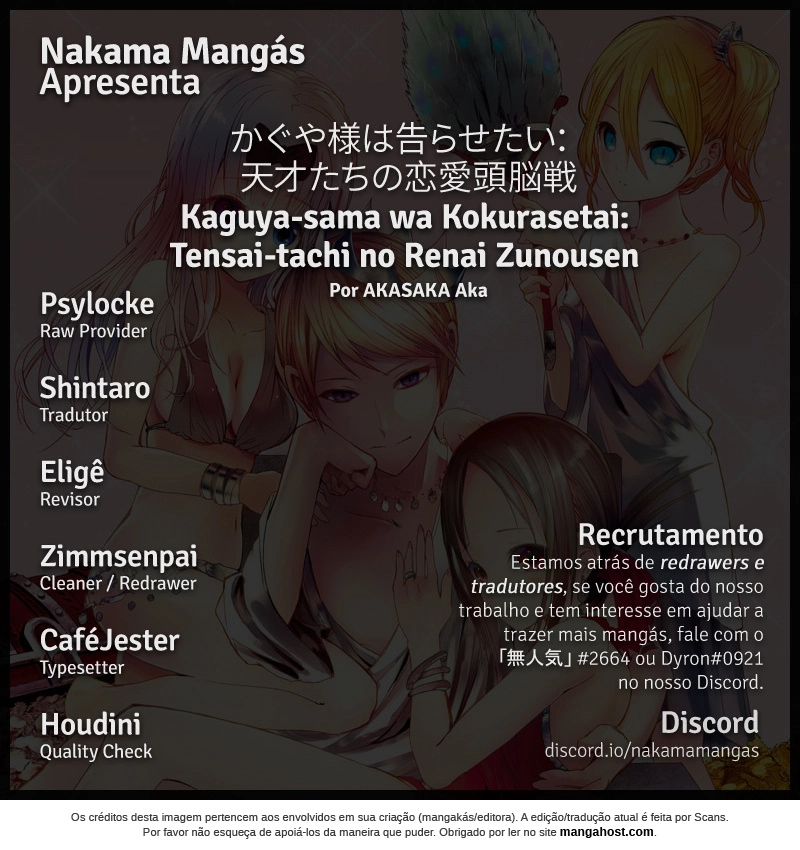 Nakama Mangás
Apresenta
かぐや様は告らせたい:
天才たちの恋愛頭脳戦
Kaguya-sama wa Kokurasetai:
Tensai-tachi no Renai Zunousen
Por AKASAKA Aka
Psylocke
Raw Provider
Shintaro
Tradutor
Eligê
Revisor
Zimmsenpai
Cleaner / Redrawer
CaféJester
Typesetter
Houdini
Quality Check
Recrutamento
Estamos atrás de redrawers e
tradutores, se você gosta do nosso
trabalho e tem interesse em ajudar a
trazer mais mangás, fale com o
「無人気」 #2664 ou Dyron#0921
no nosso Discord.
Discord
discord.io/nakamamangas
Os créditos desta imagem pertencem aos envolvidos em sua criação (mangakás/editora). A edição/tradução atual é feita por Scans.
Por favor não esqueça de apoiá-los da maneira que puder. Obrigado por ler no site mangahost.com.